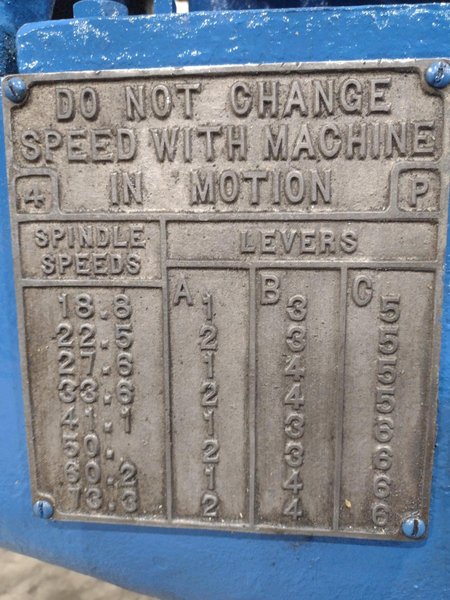 DO NOT CHANGE
SPEED WITH MACHINE
4 IN MOTION P
SPINDLE SPEEDS LEVERS
A B C
18.8 1 3 5
22.5 2 3 5
27.6 1 4 5
33.6 2 4 5
41.1 1 3 6
50. 2 3 6
60.2 1 4 6
73.3 2 4 6